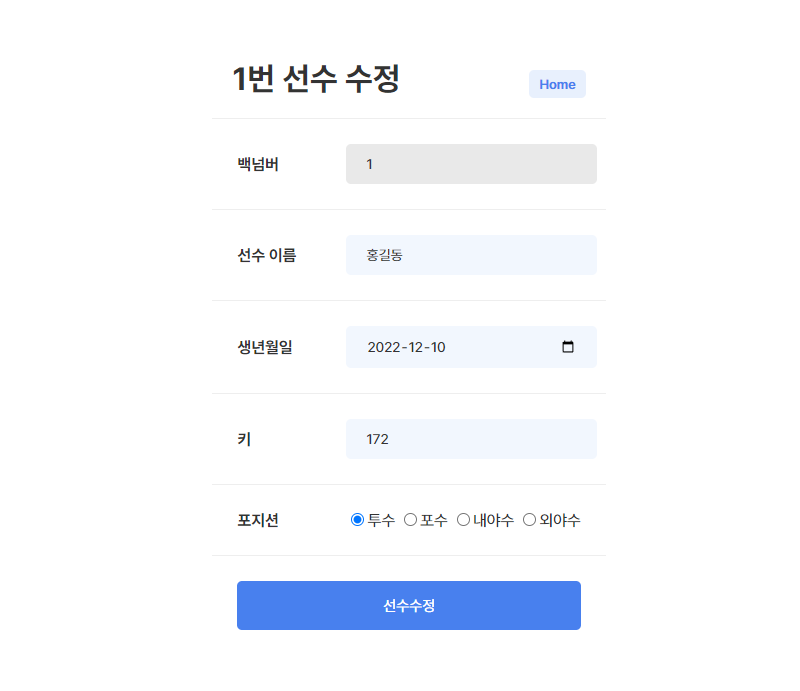 1번 선수 수정
Home
백넘버 1
선수 이름 홍길동
생년월일 2022-12-10
키 172
포지션 투수 포수 내야수 외야수
선수수정